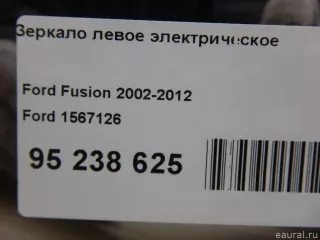 Зеркало левое электрическое
Ford Fusion 2002-2012
Ford 1567126
95 238 625
eaural.ru